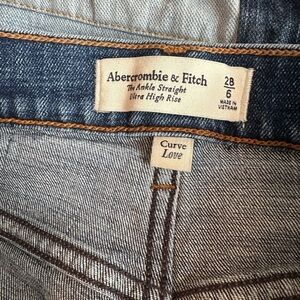 Abercrombie & Fitch
The Ankle Straight
Ultra High Rise
28
6
MADE IN
VIETNAM
Curve
Love